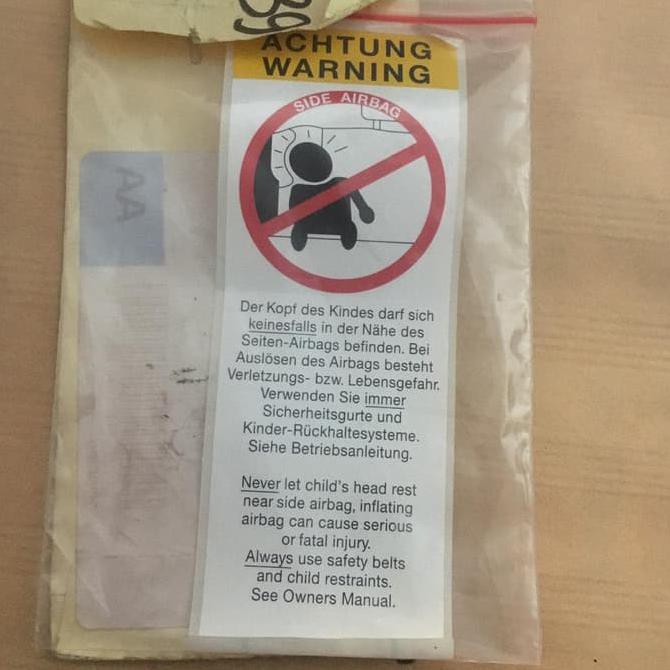 39
ACHTUNG
WARNING
SIDE AIRBAG
AA
Der Kopf des Kindes darf sich
keinesfalls in der Nähe des
Seiten-Airbags befinden. Bei
Auslösen des Airbags besteht
Verletzungs- bzw. Lebensgefahr.
Verwenden Sie immer
Sicherheitsgurte und
Kinder-Rückhaltesysteme.
Siehe Betriebsanleitung.
Never let child's head rest
near side airbag, inflating
airbag can cause serious
or fatal injury.
Always use safety belts
and child restraints.
See Owners Manual.